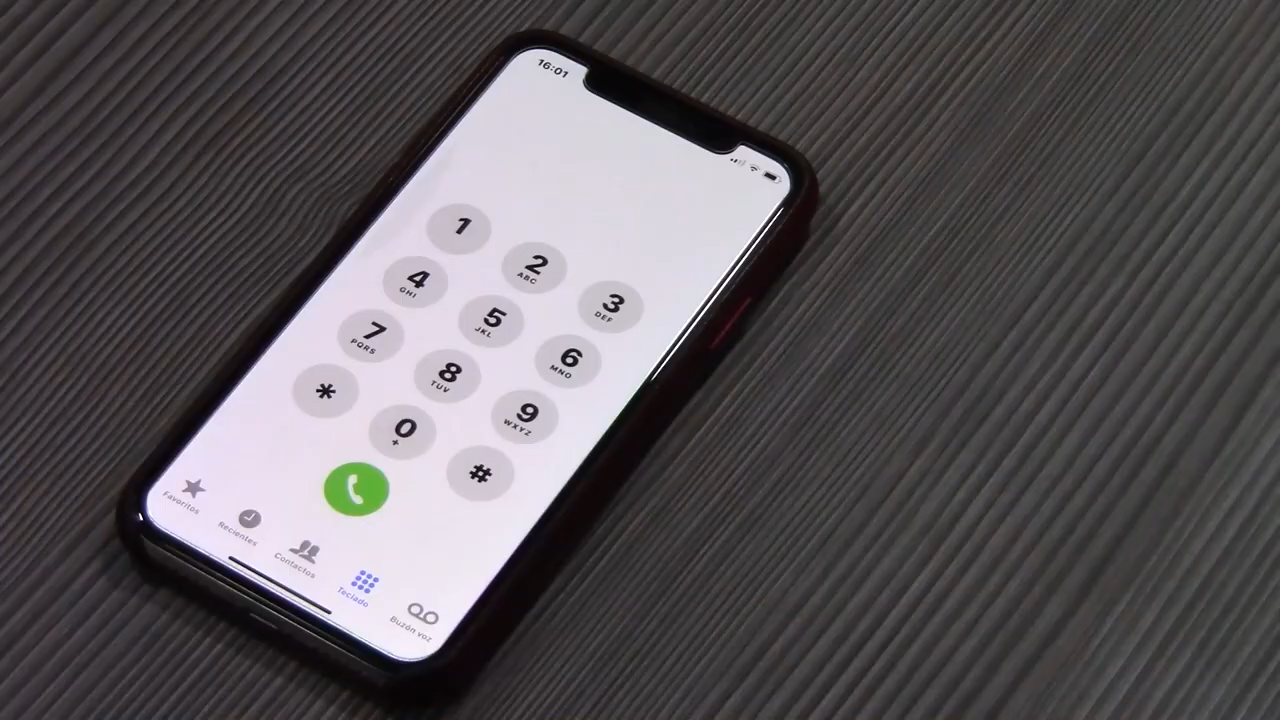 16:01
1
2
ABC
3
DEF
4
GHI
5
JKL
6
MNO
7
PQRS
8
TUV
9
WXYZ
*
0
+
#
Favoritos
Recientes
Contactos
Teclado
Buzón voz